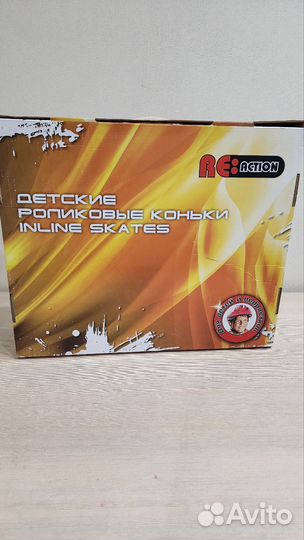 RE:ACTION
ДЕТСКИЕ
РОЛИКОВЫЕ КОНЬКИ
INLINE SKATES
Avito